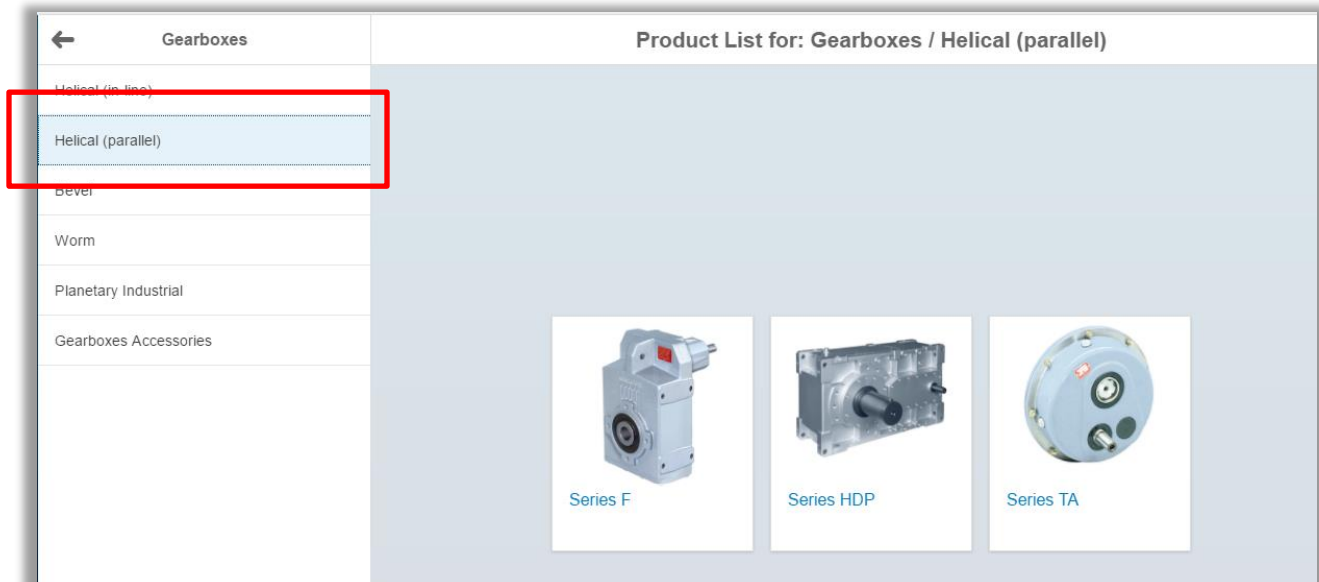 Gearboxes
Product List for: Gearboxes / Helical (parallel)
Helical (in-line)
Helical (parallel)
Bevel
Worm
Planetary Industrial
Gearboxes Accessories
Series F
Series HDP
Series TA